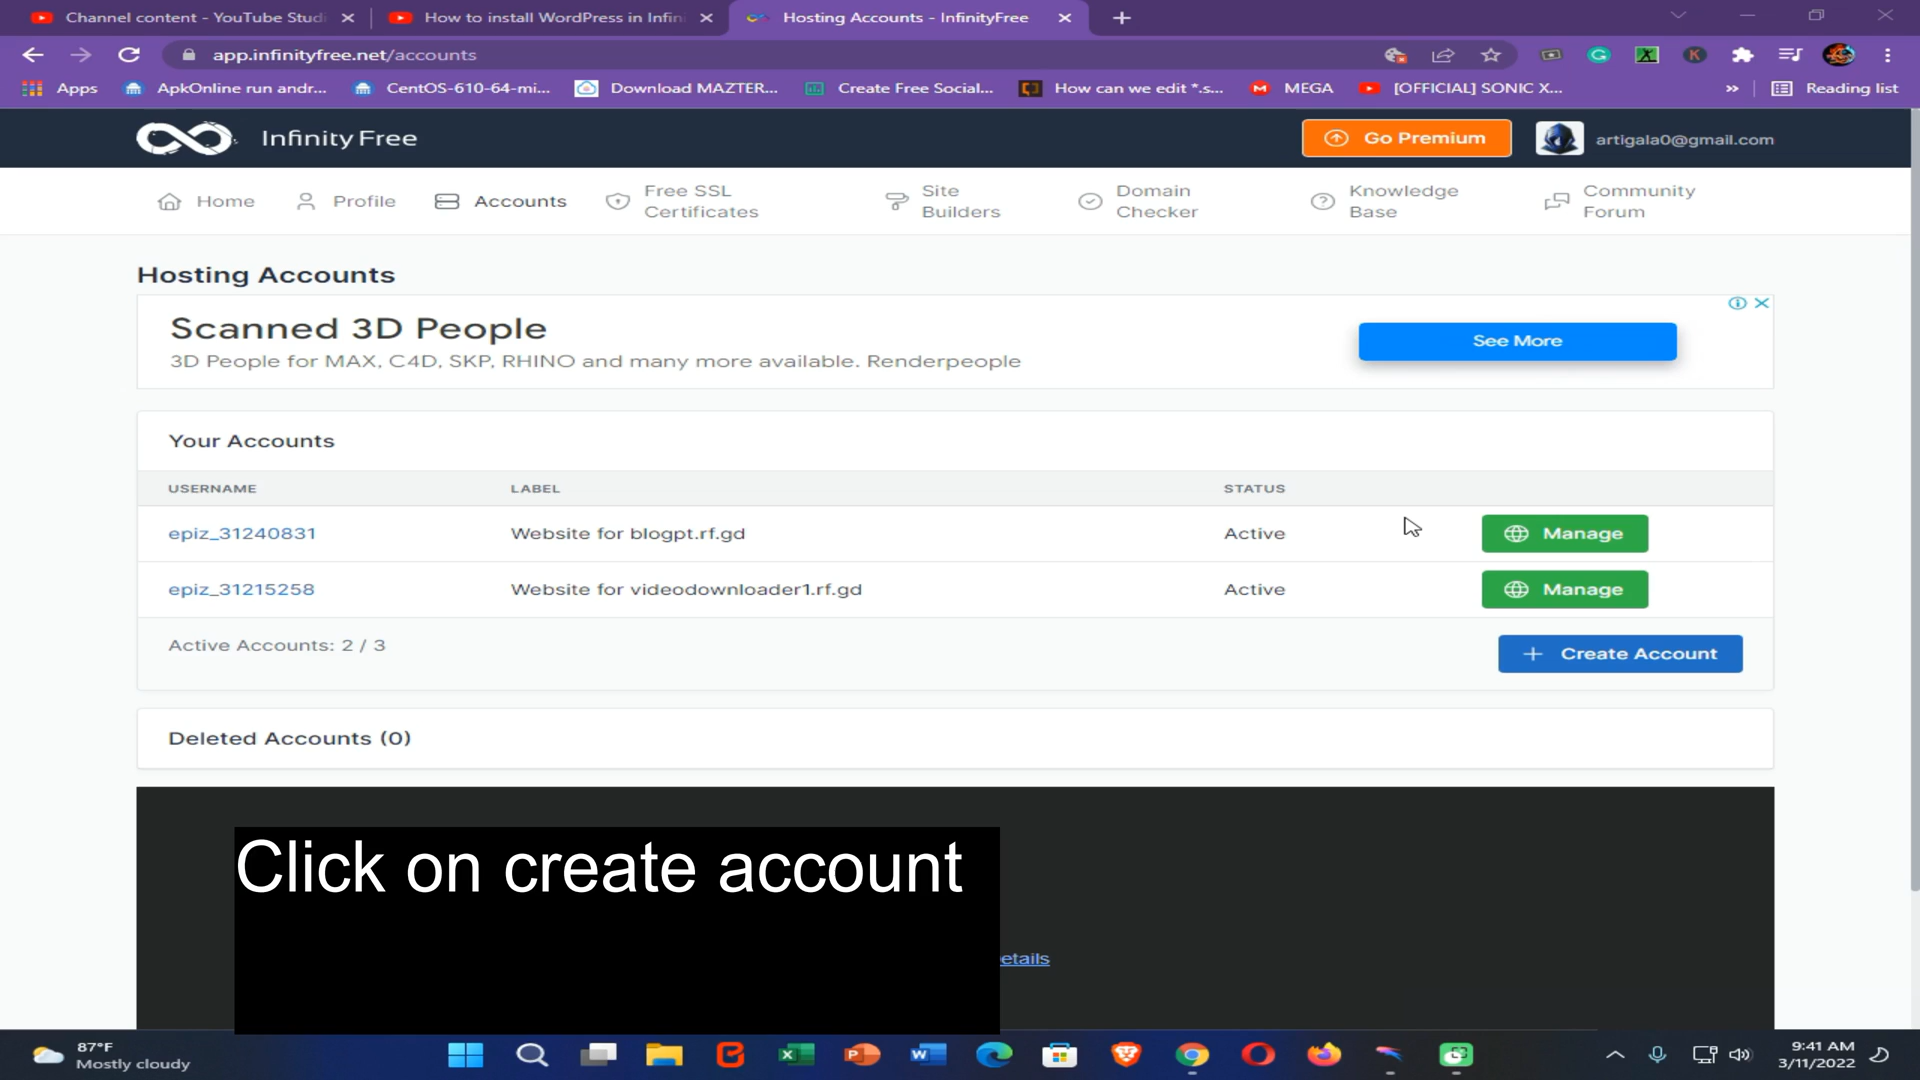 Channel content - YouTube Studi
How to install WordPress in Infini
Hosting Accounts - InfinityFree
app.infinityfree.net/accounts
Apps
ApkOnline run andr...
CentOS-610-64-mi...
Download MAZTER...
Create Free Social...
How can we edit *.s...
MEGA
[OFFICIAL] SONIC X...
Reading list
Infinity Free
Go Premium
artigala0@gmail.com
Home
Profile
Accounts
Free SSL
Certificates
Site
Builders
Domain
Checker
Knowledge
Base
Community
Forum
Hosting Accounts
Scanned 3D People
3D People for MAX, C4D, SKP, RHINO and many more available. Renderpeople
See More
Your Accounts
USERNAME LABEL STATUS
epiz_31240831 Website for blogpt.rf.gd Active Manage
epiz_31215258 Website for videodownloader1.rf.gd Active Manage
Active Accounts: 2 / 3
+ Create Account
Deleted Accounts (0)
Click on create account
etails
87°F
Mostly cloudy
9:41 AM
3/11/2022